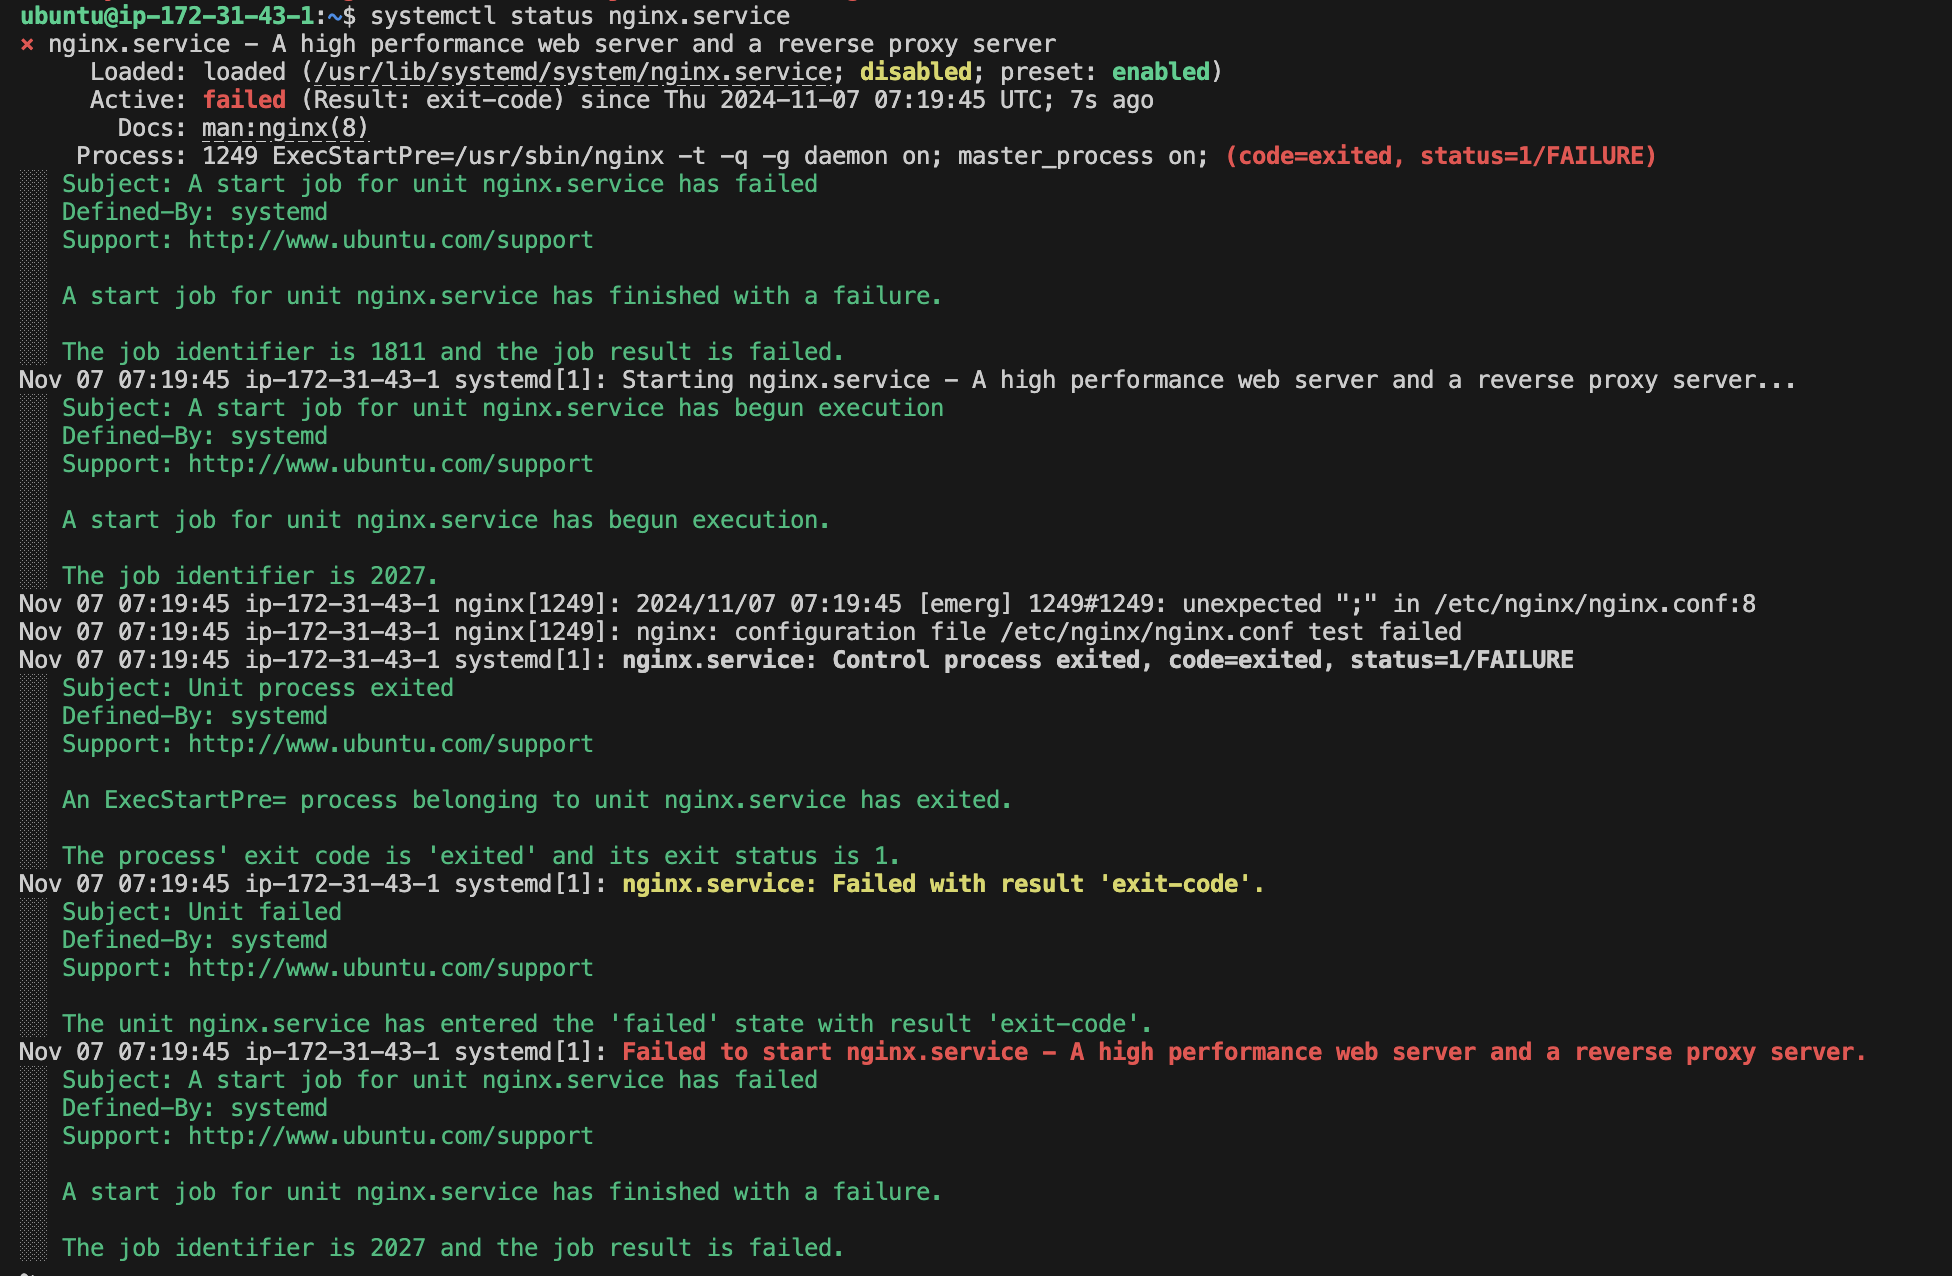 ubuntu@ip-172-31-43-1:~$ systemctl status nginx.service
× nginx.service - A high performance web server and a reverse proxy server
Loaded: loaded (/usr/lib/systemd/system/nginx.service; disabled; preset: enabled)
Active: failed (Result: exit-code) since Thu 2024-11-07 07:19:45 UTC; 7s ago
Docs: man:nginx(8)
Process: 1249 ExecStartPre=/usr/sbin/nginx -t -q -g daemon on; master_process on; (code=exited, status=1/FAILURE)
Subject: A start job for unit nginx.service has failed
Defined-By: systemd
Support: http://www.ubuntu.com/support
A start job for unit nginx.service has finished with a failure.
The job identifier is 1811 and the job result is failed.
Nov 07 07:19:45 ip-172-31-43-1 systemd[1]: Starting nginx.service - A high performance web server and a reverse proxy server...
Subject: A start job for unit nginx.service has begun execution
Defined-By: systemd
Support: http://www.ubuntu.com/support
A start job for unit nginx.service has begun execution.
The job identifier is 2027.
Nov 07 07:19:45 ip-172-31-43-1 nginx[1249]: 2024/11/07 07:19:45 [emerg] 1249#1249: unexpected ";" in /etc/nginx/nginx.conf:8
Nov 07 07:19:45 ip-172-31-43-1 nginx[1249]: nginx: configuration file /etc/nginx/nginx.conf test failed
Nov 07 07:19:45 ip-172-31-43-1 systemd[1]: nginx.service: Control process exited, code=exited, status=1/FAILURE
Subject: Unit process exited
Defined-By: systemd
Support: http://www.ubuntu.com/support
An ExecStartPre= process belonging to unit nginx.service has exited.
The process' exit code is 'exited' and its exit status is 1.
Nov 07 07:19:45 ip-172-31-43-1 systemd[1]: nginx.service: Failed with result 'exit-code'.
Subject: Unit failed
Defined-By: systemd
Support: http://www.ubuntu.com/support
The unit nginx.service has entered the 'failed' state with result 'exit-code'.
Nov 07 07:19:45 ip-172-31-43-1 systemd[1]: Failed to start nginx.service - A high performance web server and a reverse proxy server.
Subject: A start job for unit nginx.service has failed
Defined-By: systemd
Support: http://www.ubuntu.com/support
A start job for unit nginx.service has finished with a failure.
The job identifier is 2027 and the job result is failed.